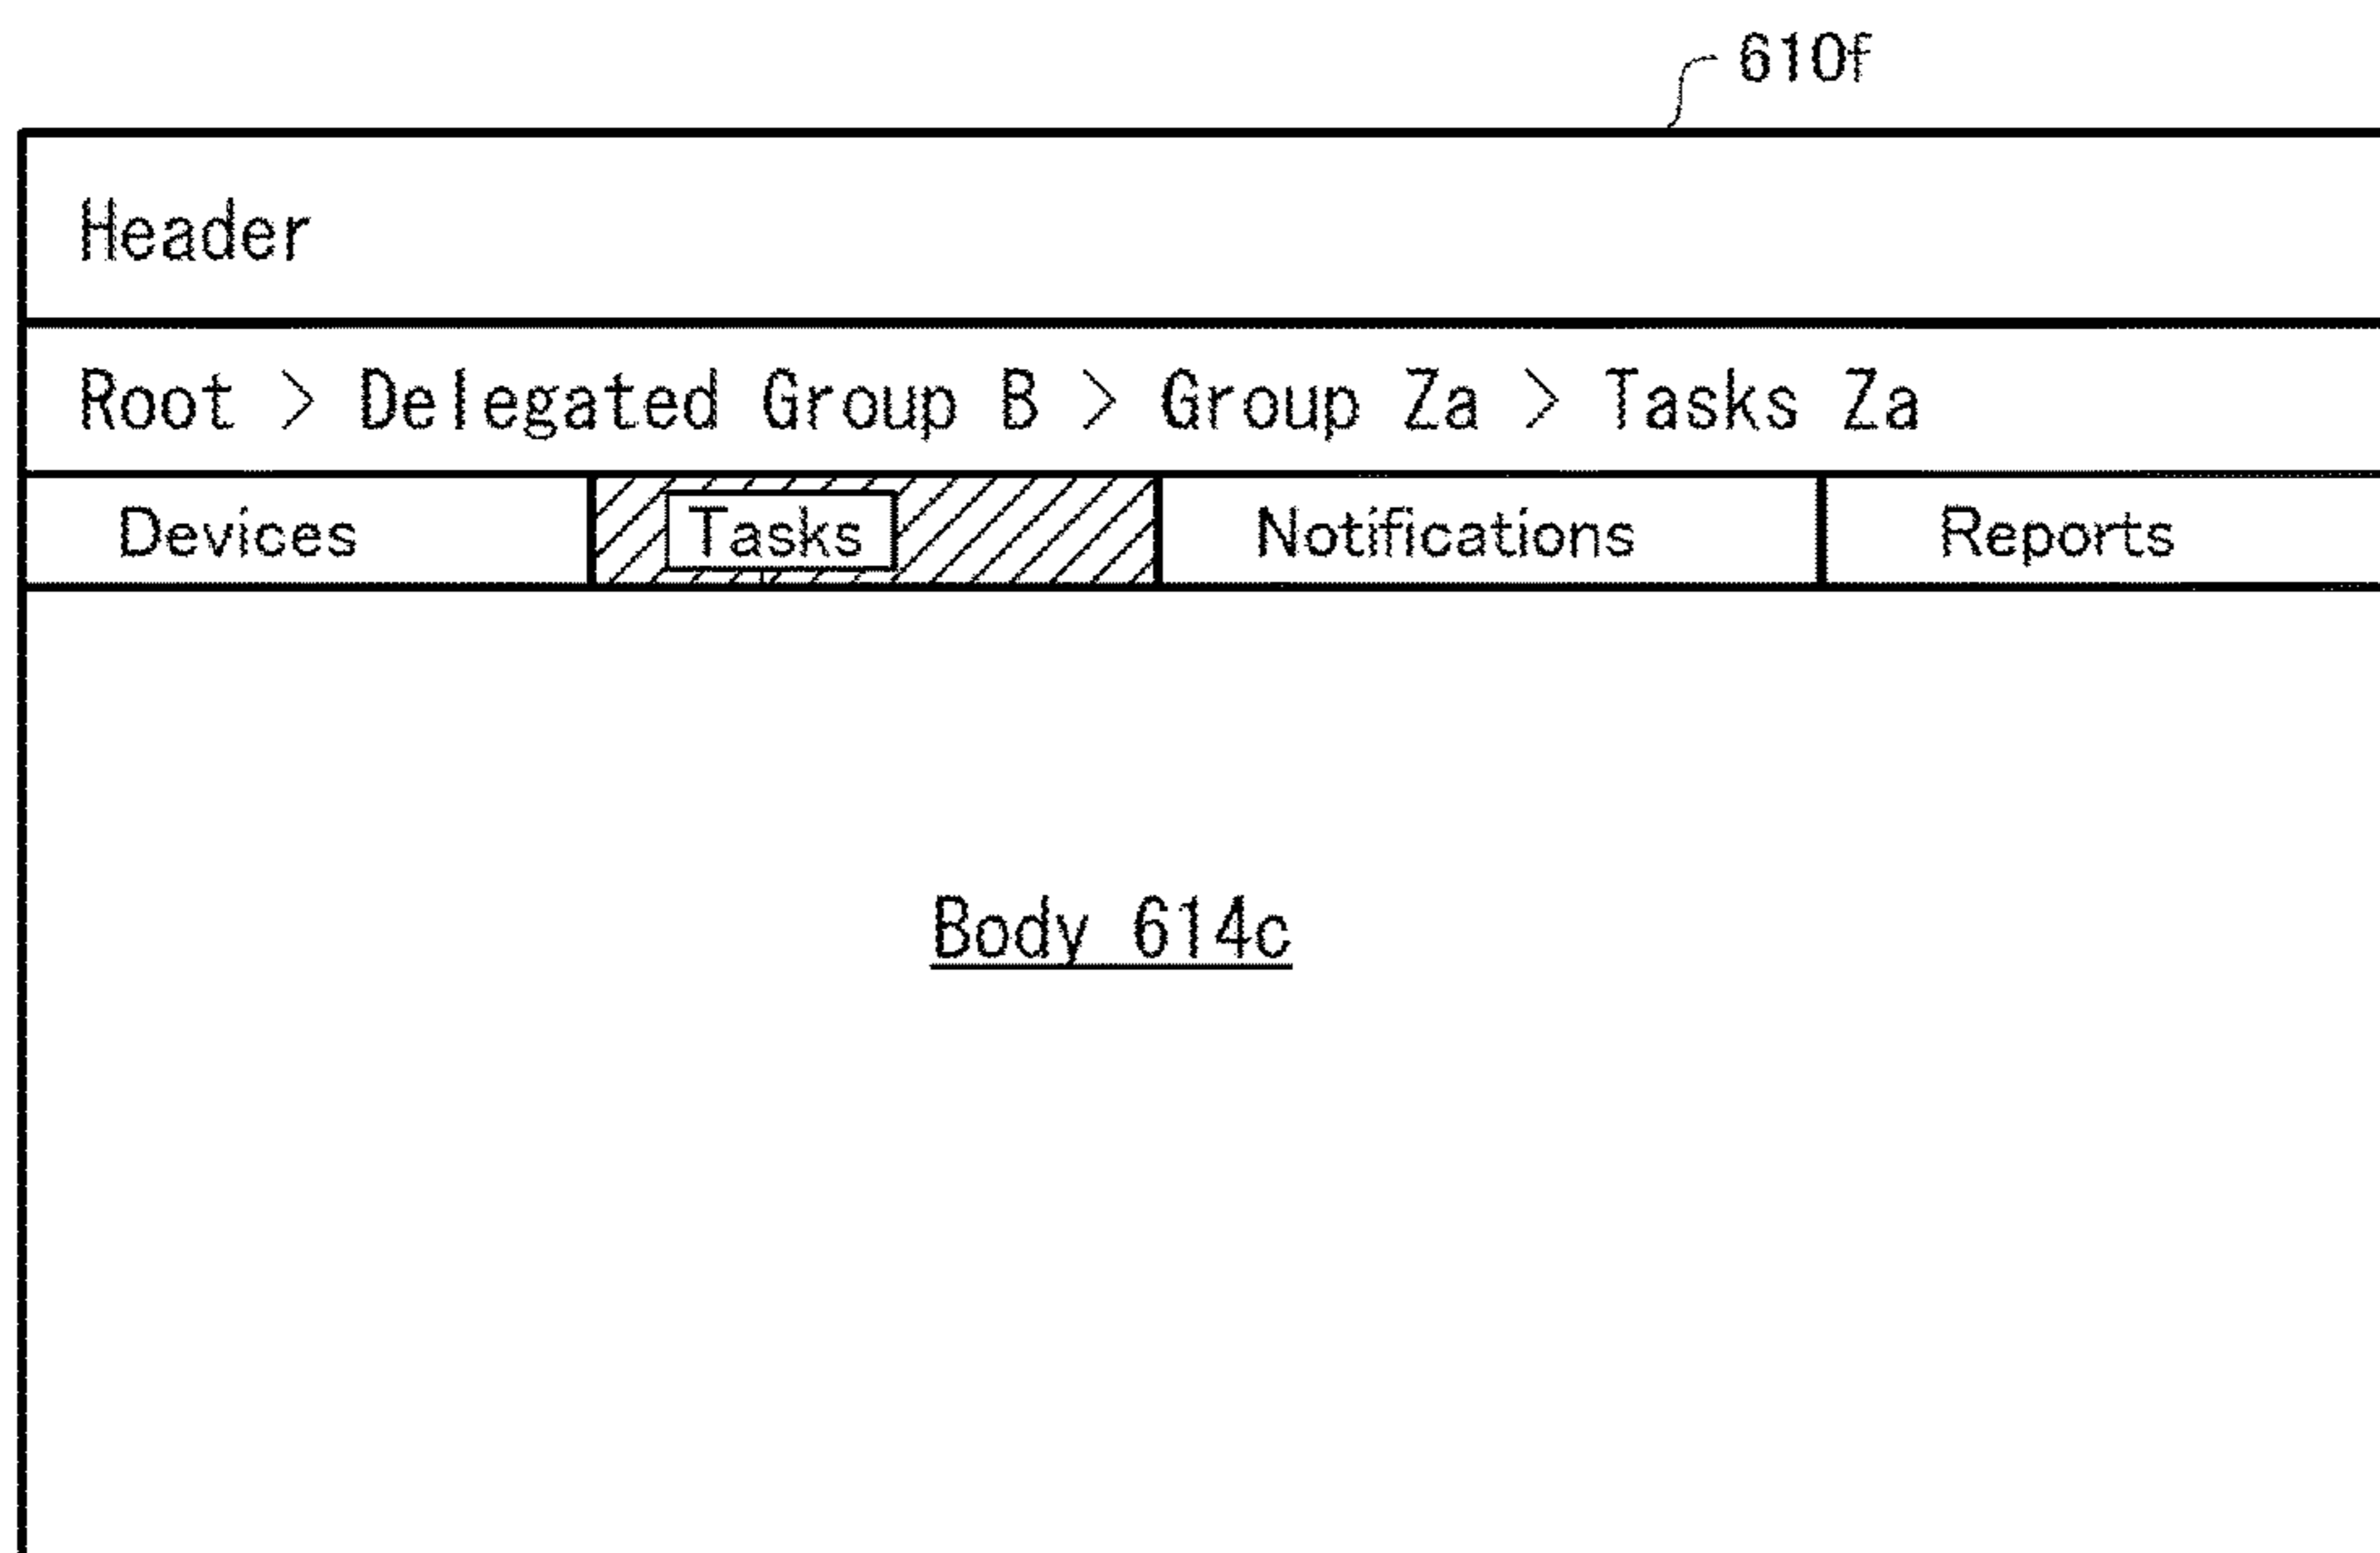 610f
Header
Root > Delegated Group B > Group Za > Tasks Za
Devices Tasks Notifications Reports
Body 614c